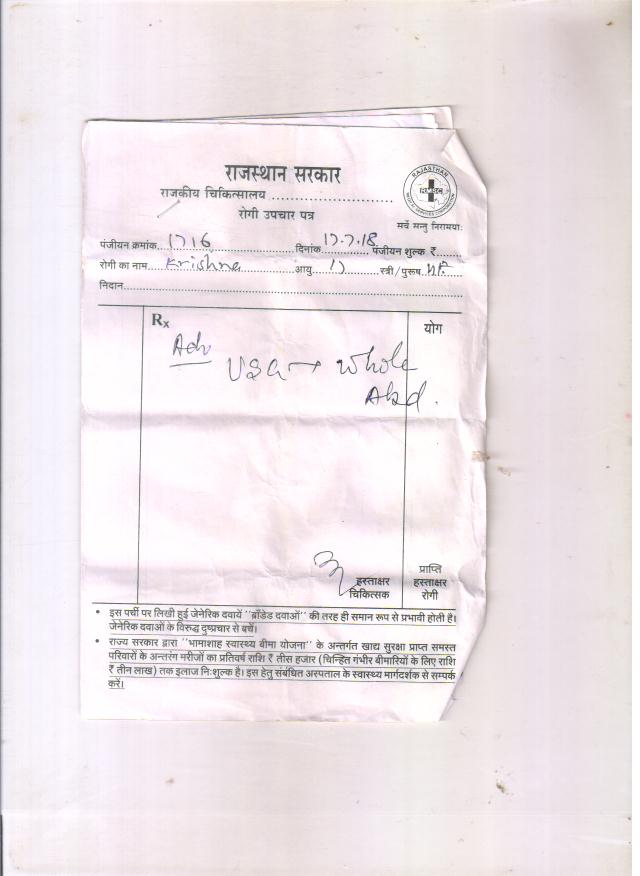 राजस्थान सरकार
राजकीय चिकित्सालय ..............................
रोगी उपचार पत्र
RAJASTHAN
सर्वे सन्तु निरामयाः
पंजीयन क्रमांक. 1716 दिनांक 17.7.18 पंजीयन शुल्क ₹.......
रोगी का नाम.... Krishna ....आयु 17 ....स्त्री/पुरूष..
निदान..............................
Rx योग
Adv
USG → Whole
Abd.
प्राप्ति
हस्ताक्षर हस्ताक्षर
चिकित्सक रोगी
• इस पर्ची पर लिखी हुई जेनेरिक दवायें "ब्राँडेड दवाओं" की तरह ही समान रूप से प्रभावी होती है।
जेनेरिक दवाओं के विरुद्ध दुष्प्रचार से बचें।
• राज्य सरकार द्वारा "भामाशाह स्वास्थ्य बीमा योजना" के अन्तर्गत खाद्य सुरक्षा प्राप्त समस्त
परिवारों के अन्तरंग मरीजों का प्रतिवर्ष राशि ₹ तीस हजार (चिन्हित गंभीर बीमारियों के लिए राशि
₹ तीन लाख) तक इलाज निःशुल्क है। इस हेतु संबंधित अस्पताल के स्वास्थ्य मार्गदर्शक से सम्पर्क
करें।